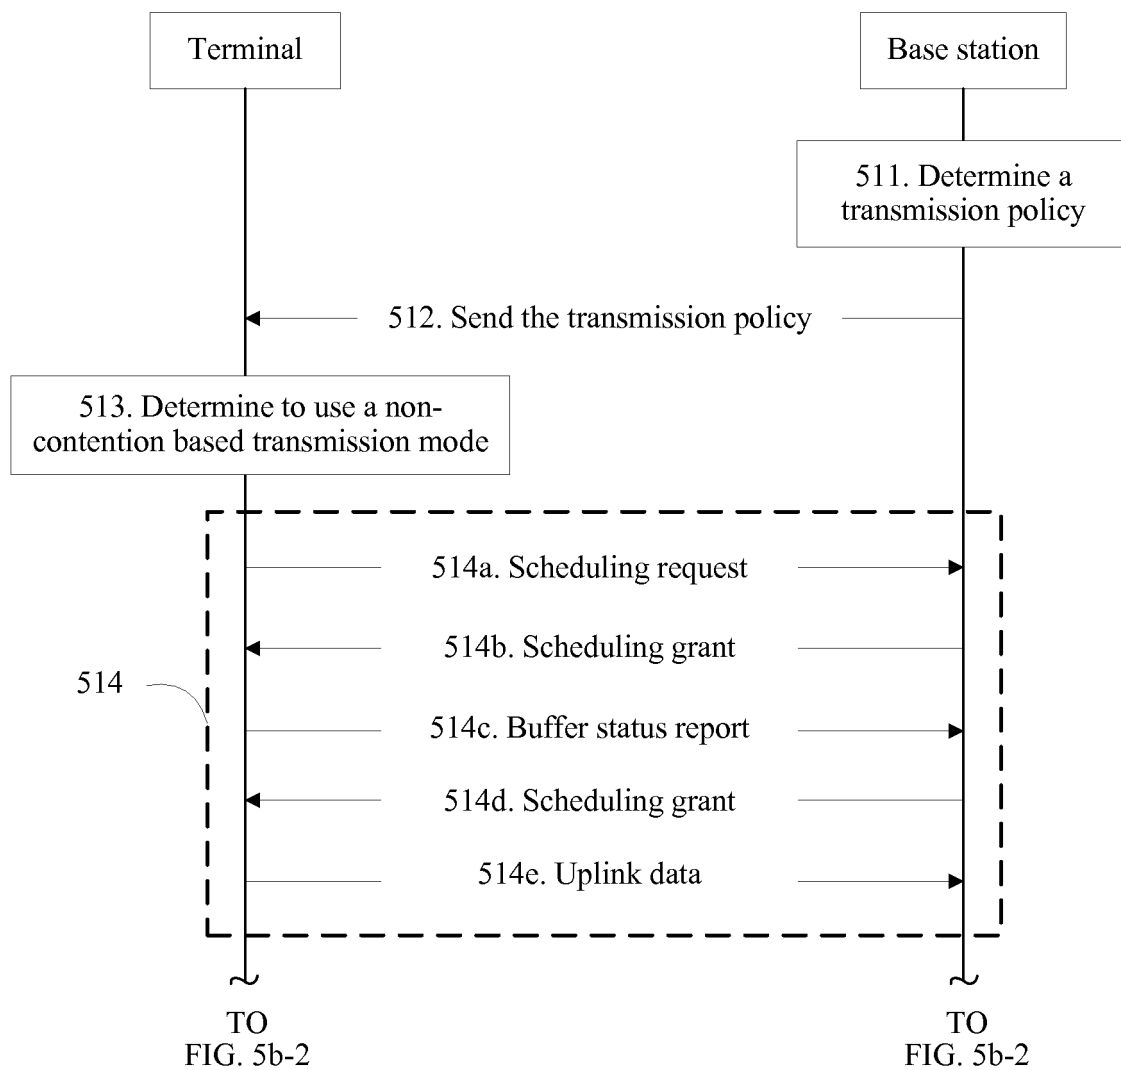 Terminal
Base station
511. Determine a
transmission policy
512. Send the transmission policy
513. Determine to use a non-
contention based transmission mode
514a. Scheduling request
514b. Scheduling grant
514
514c. Buffer status report
514d. Scheduling grant
514e. Uplink data
TO
FIG. 5b-2
TO
FIG. 5b-2